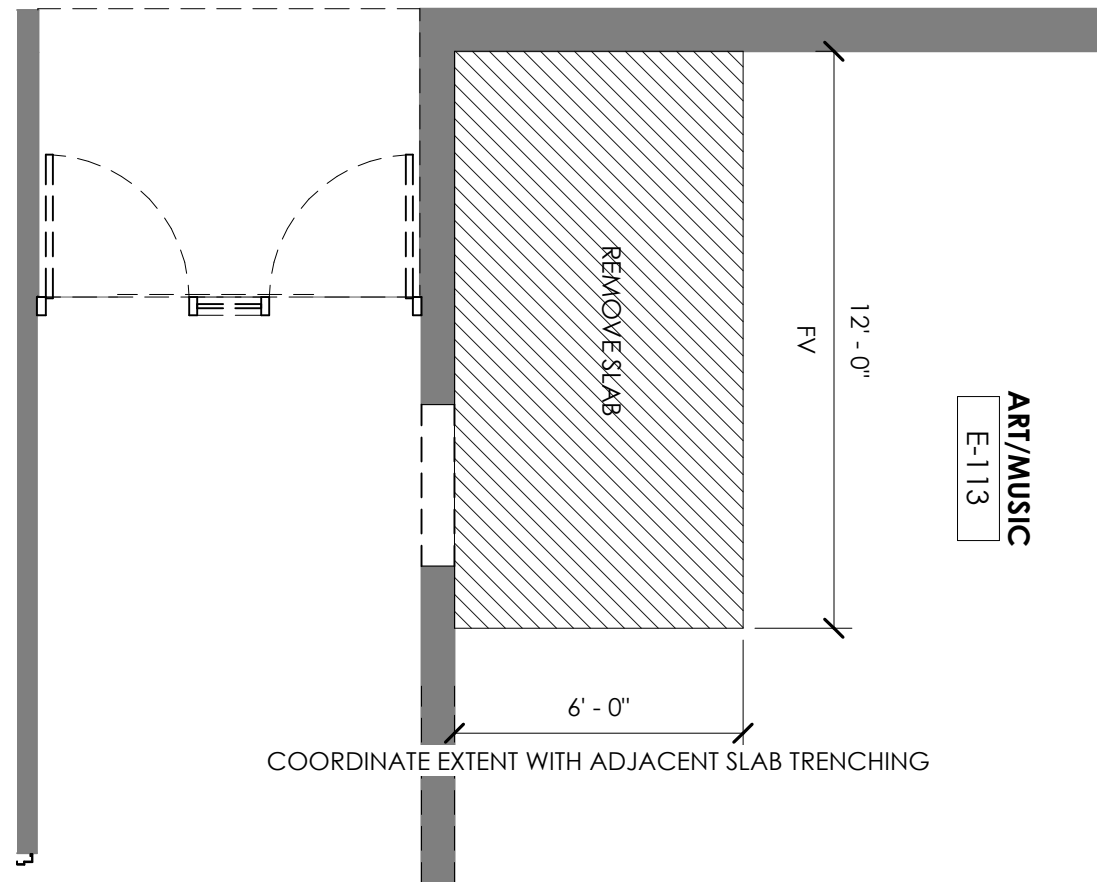 REMOVE SLAB
12' - 0"
FV
ART/MUSIC
E-113
6' - 0"
COORDINATE EXTENT WITH ADJACENT SLAB TRENCHING